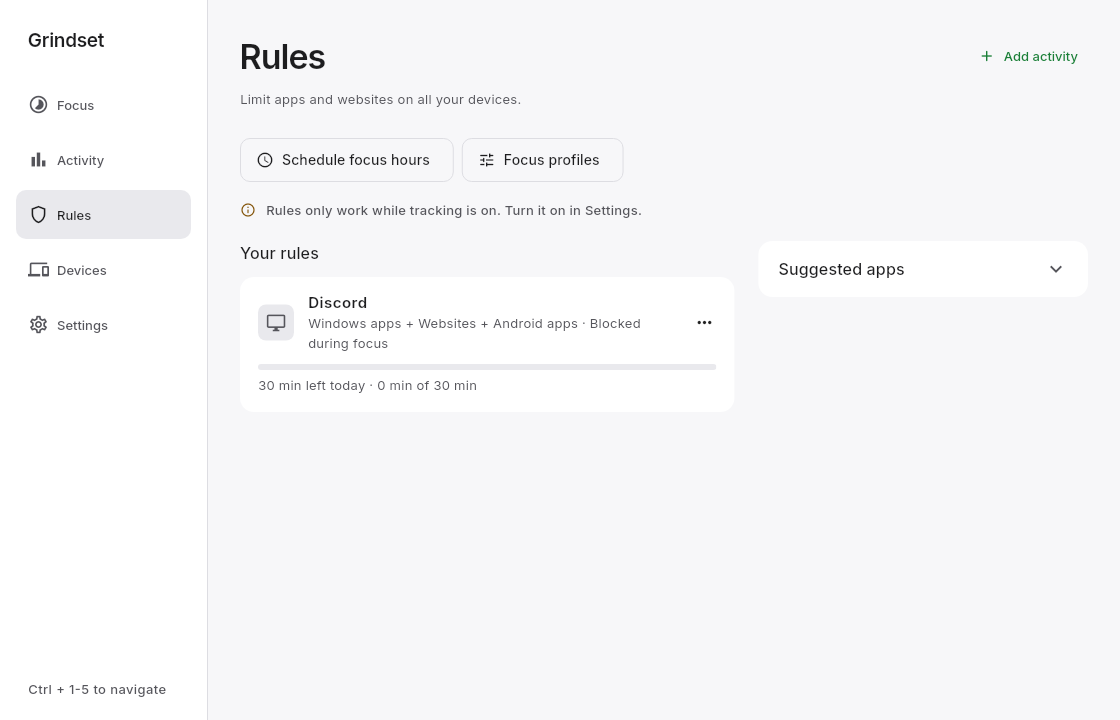 Grindset
Focus
Activity
Rules
Devices
Settings
Ctrl + 1-5 to navigate
Rules
Add activity
Limit apps and websites on all your devices.
Schedule focus hours
Focus profiles
Rules only work while tracking is on. Turn it on in Settings.
Your rules
Discord
Windows apps + Websites + Android apps · Blocked
during focus
30 min left today · 0 min of 30 min
Suggested apps